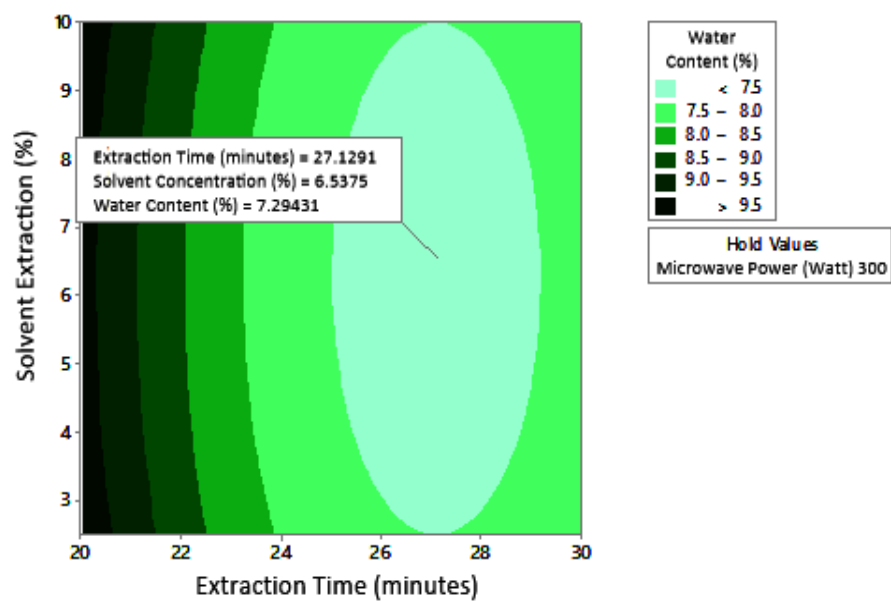 Solvent Extraction (%)
10
9
8
7
6
5
4
3
Extraction Time (minutes) = 27.1291
Solvent Concentration (%) = 6.5375
Water Content (%) = 7.29431
20 22 24 26 28 30
Extraction Time (minutes)
Water
Content (%)
< 7.5
7.5 – 8.0
8.0 – 8.5
8.5 – 9.0
9.0 – 9.5
> 9.5
Hold Values
Microwave Power (Watt) 300